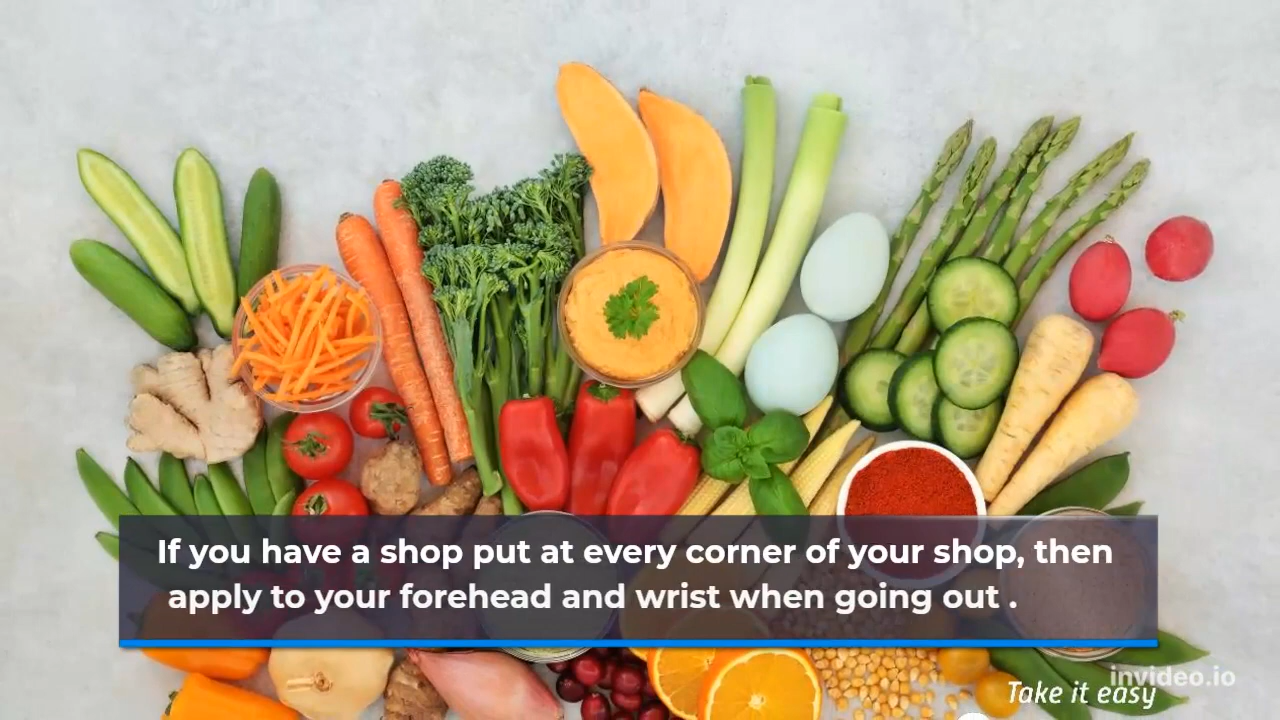 If you have a shop put at every corner of your shop, then
apply to your forehead and wrist when going out .
invideo.io
Take it easy